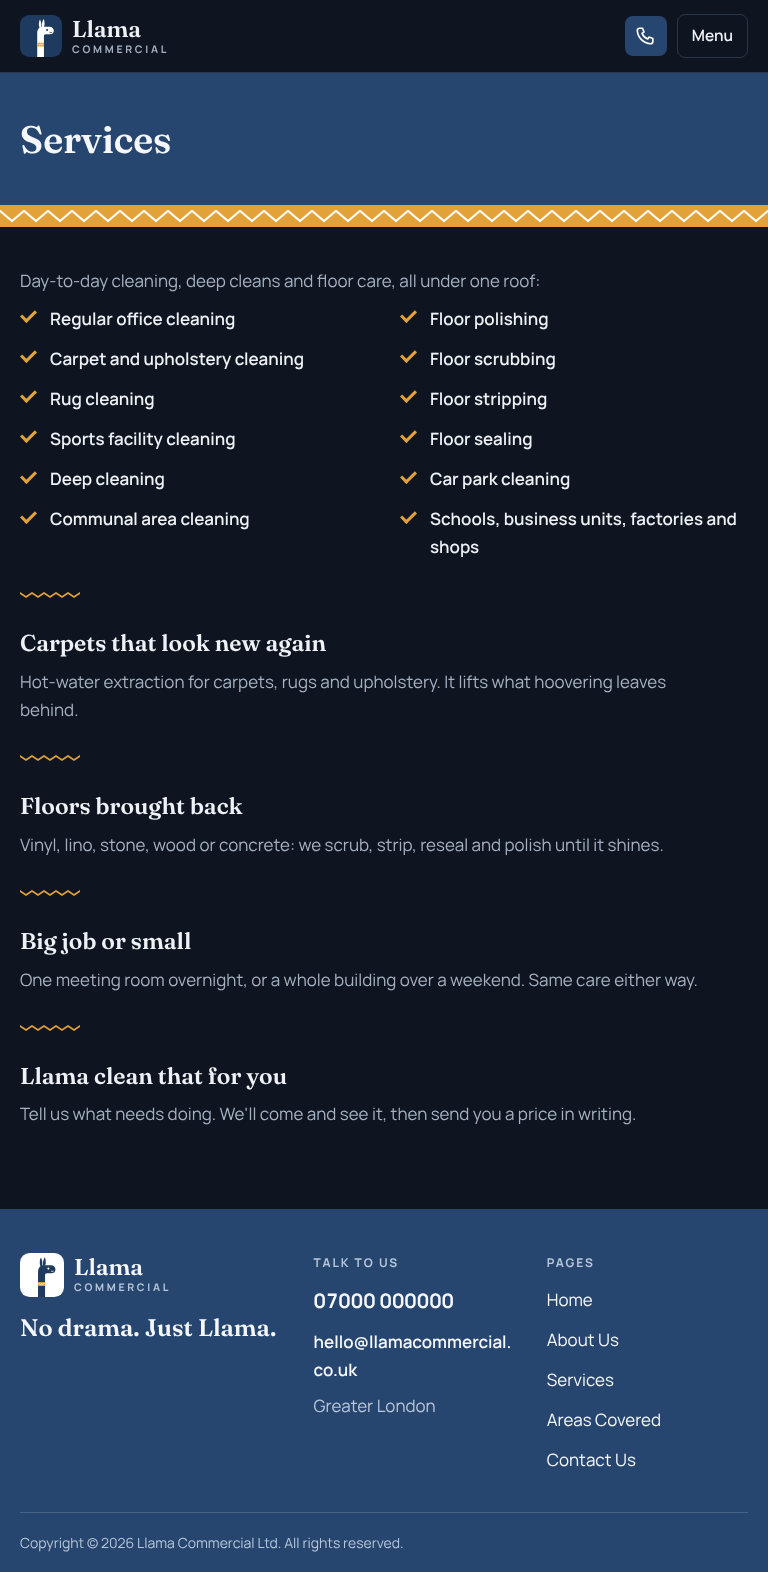 Llama
COMMERCIAL
Menu
Services
Day-to-day cleaning, deep cleans and floor care, all under one roof:
Regular office cleaning
Carpet and upholstery cleaning
Rug cleaning
Sports facility cleaning
Deep cleaning
Communal area cleaning
Floor polishing
Floor scrubbing
Floor stripping
Floor sealing
Car park cleaning
Schools, business units, factories and
shops
Carpets that look new again
Hot-water extraction for carpets, rugs and upholstery. It lifts what hoovering leaves
behind.
Floors brought back
Vinyl, lino, stone, wood or concrete: we scrub, strip, reseal and polish until it shines.
Big job or small
One meeting room overnight, or a whole building over a weekend. Same care either way.
Llama clean that for you
Tell us what needs doing. We'll come and see it, then send you a price in writing.
Llama
COMMERCIAL
No drama. Just Llama.
TALK TO US
07000 000000
hello@llamacommercial.
co.uk
Greater London
PAGES
Home
About Us
Services
Areas Covered
Contact Us
Copyright © 2026 Llama Commercial Ltd. All rights reserved.